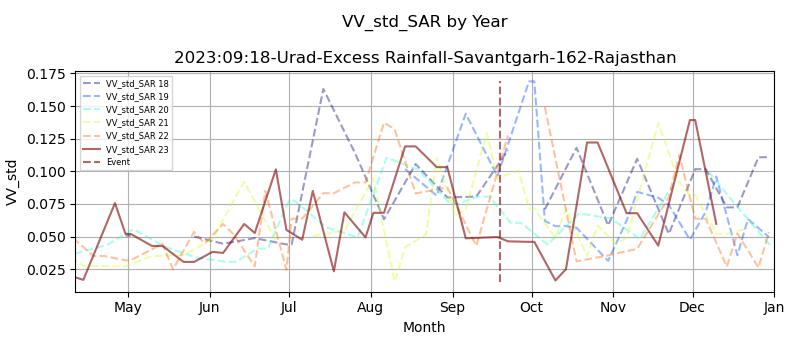 VV_std_SAR by Year
2023:09:18-Urad-Excess Rainfall-Savantgarh-162-Rajasthan
0.175
0.150
0.125
0.100
0.075
0.050
0.025
VV_std
VV_std_SAR 18
VV_std_SAR 19
VV_std_SAR 20
VV_std_SAR 21
VV_std_SAR 22
VV_std_SAR 23
Event
May Jun Jul Aug Sep Oct Nov Dec Jan
Month